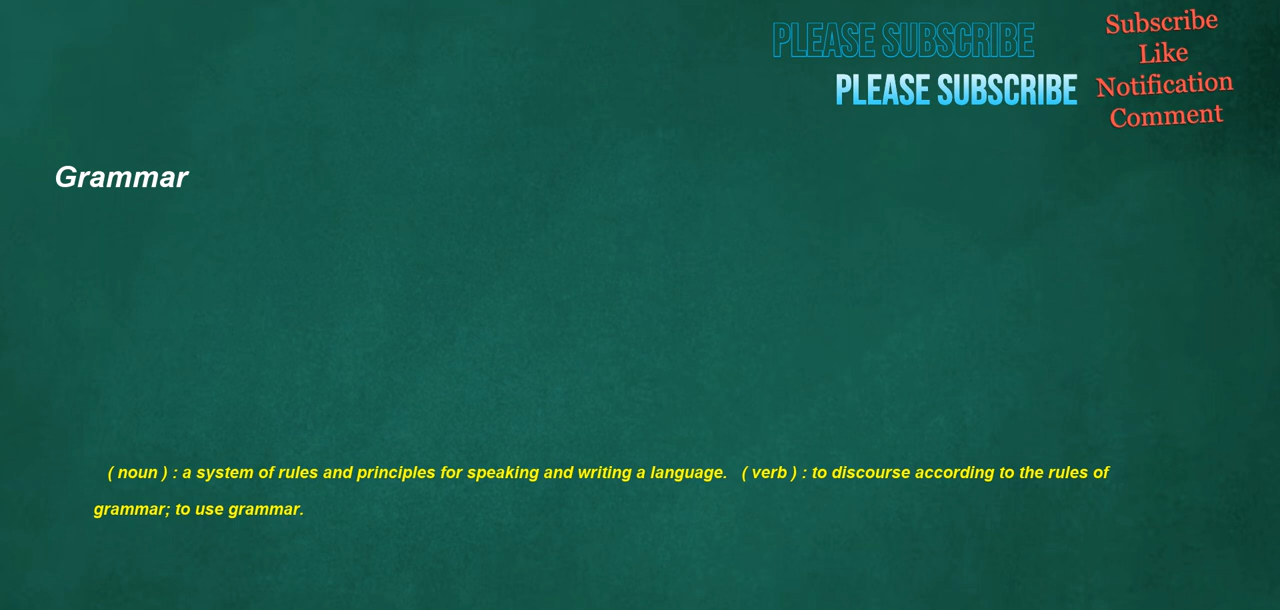 PLEASE SUBSCRIBE
PLEASE SUBSCRIBE
Subscribe
Like
Notification
Comment
Grammar
( noun ) : a system of rules and principles for speaking and writing a language. ( verb ) : to discourse according to the rules of
grammar; to use grammar.